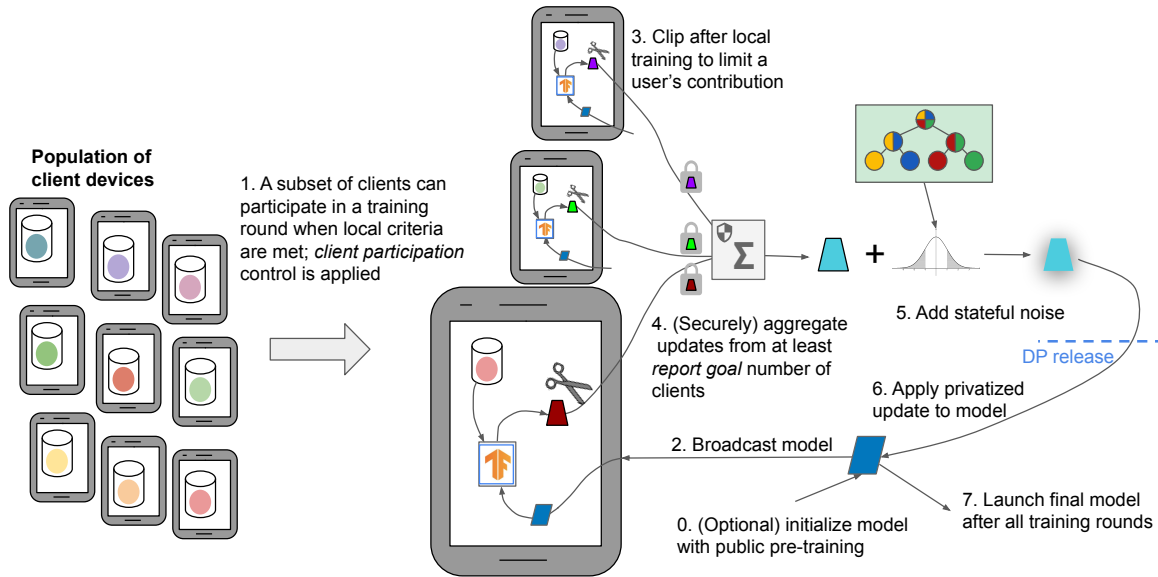 Population of
client devices
1. A subset of clients can
participate in a training
round when local criteria
are met; client participation
control is applied
3. Clip after local
training to limit a
user's contribution
Σ
+
4. (Securely) aggregate
updates from at least
report goal number of
clients
5. Add stateful noise
DP release
6. Apply privatized
update to model
2. Broadcast model
0. (Optional) initialize model
with public pre-training
7. Launch final model
after all training rounds